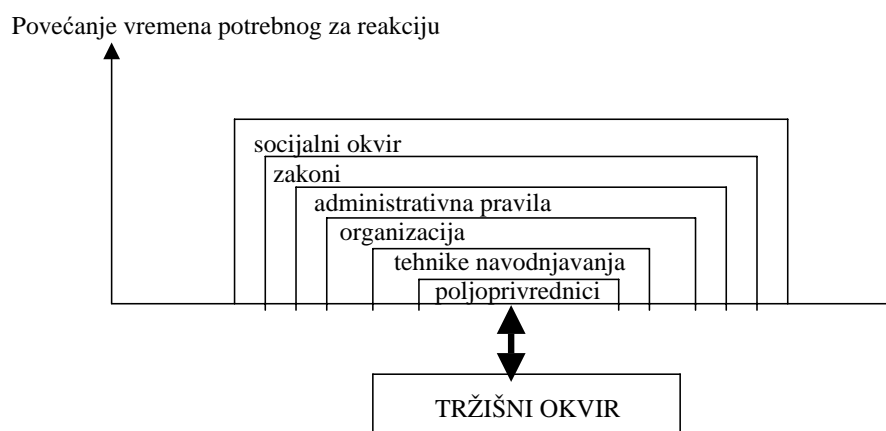 Povećanje vremena potrebnog za reakciju
socijalni okvir
zakoni
administrativna pravila
organizacija
tehnike navodnjavanja
poljoprivrednici
TRŽIŠNI OKVIR